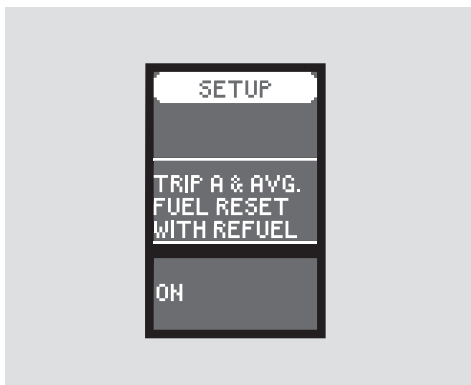 SETUP
TRIP A & AVG.
FUEL RESET
WITH REFUEL
ON